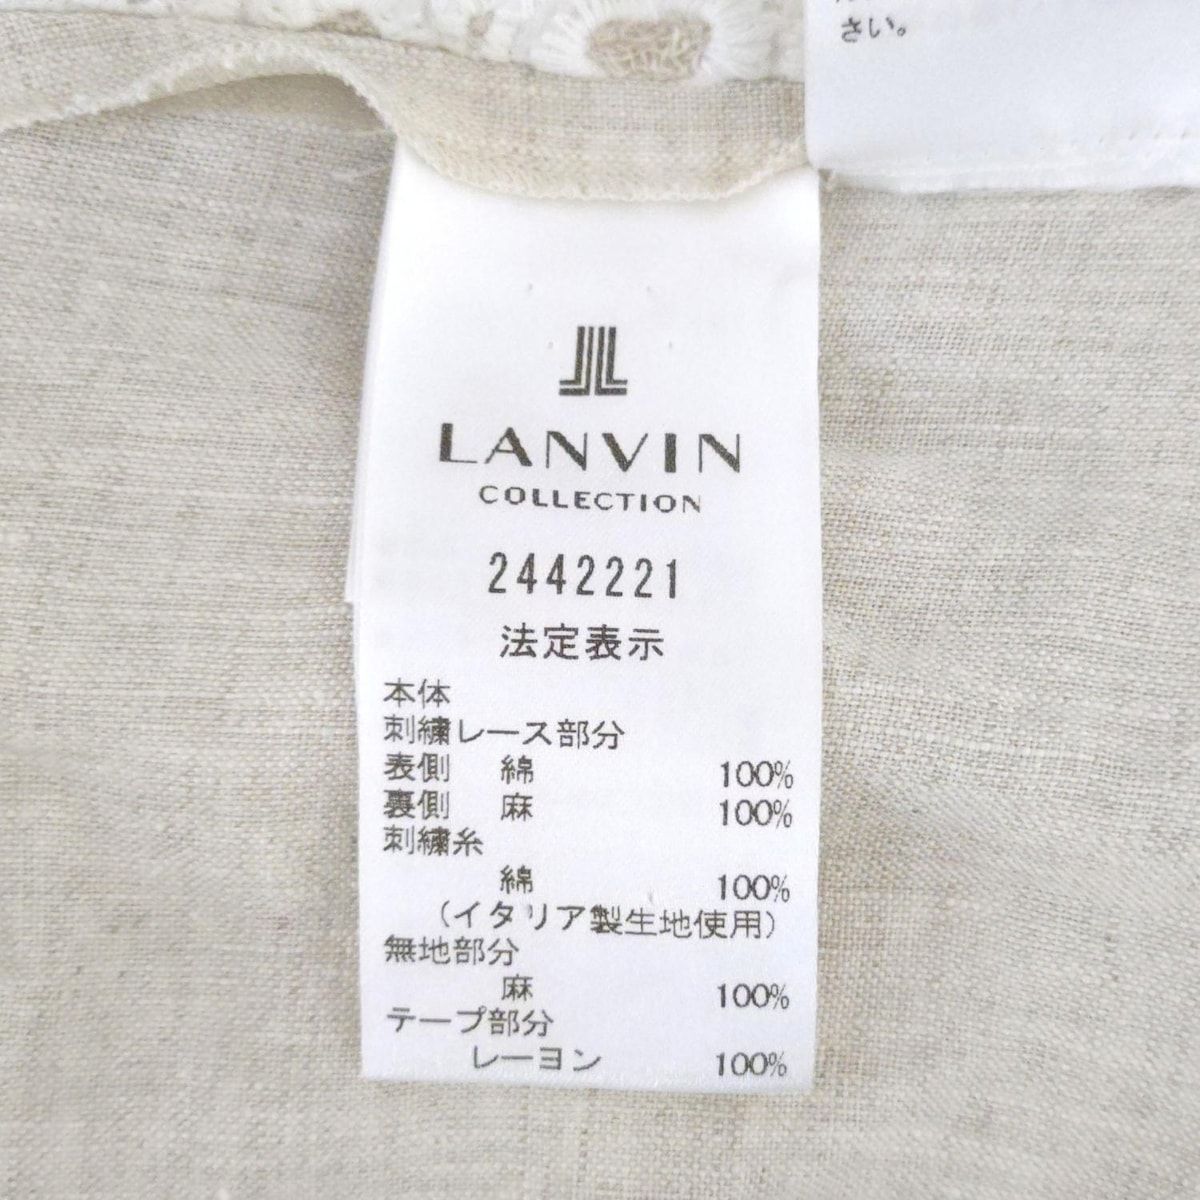 さい。
LANVIN
COLLECTION
2442221
法定表示
本体
刺繍レース部分
表側 綿 100%
裏側 麻 100%
刺繍糸
綿 100%
(イタリア製生地使用)
無地部分
麻 100%
テープ部分
レーヨン 100%